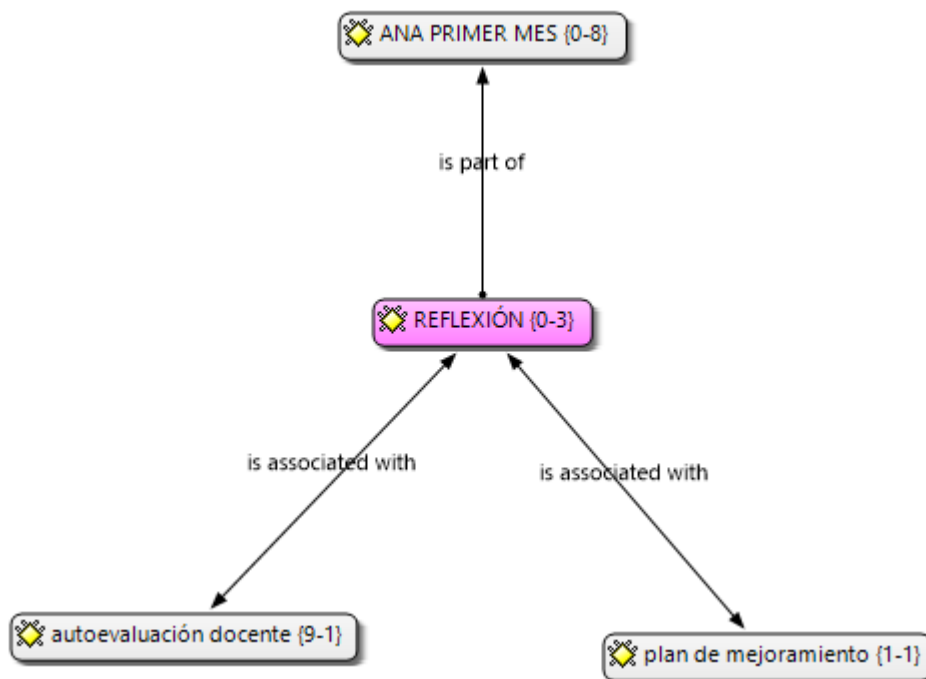 ANA PRIMER MES {0-8}
is part of
REFLEXIÓN {0-3}
is associated with
is associated with
autoevaluación docente {9-1}
plan de mejoramiento {1-1}